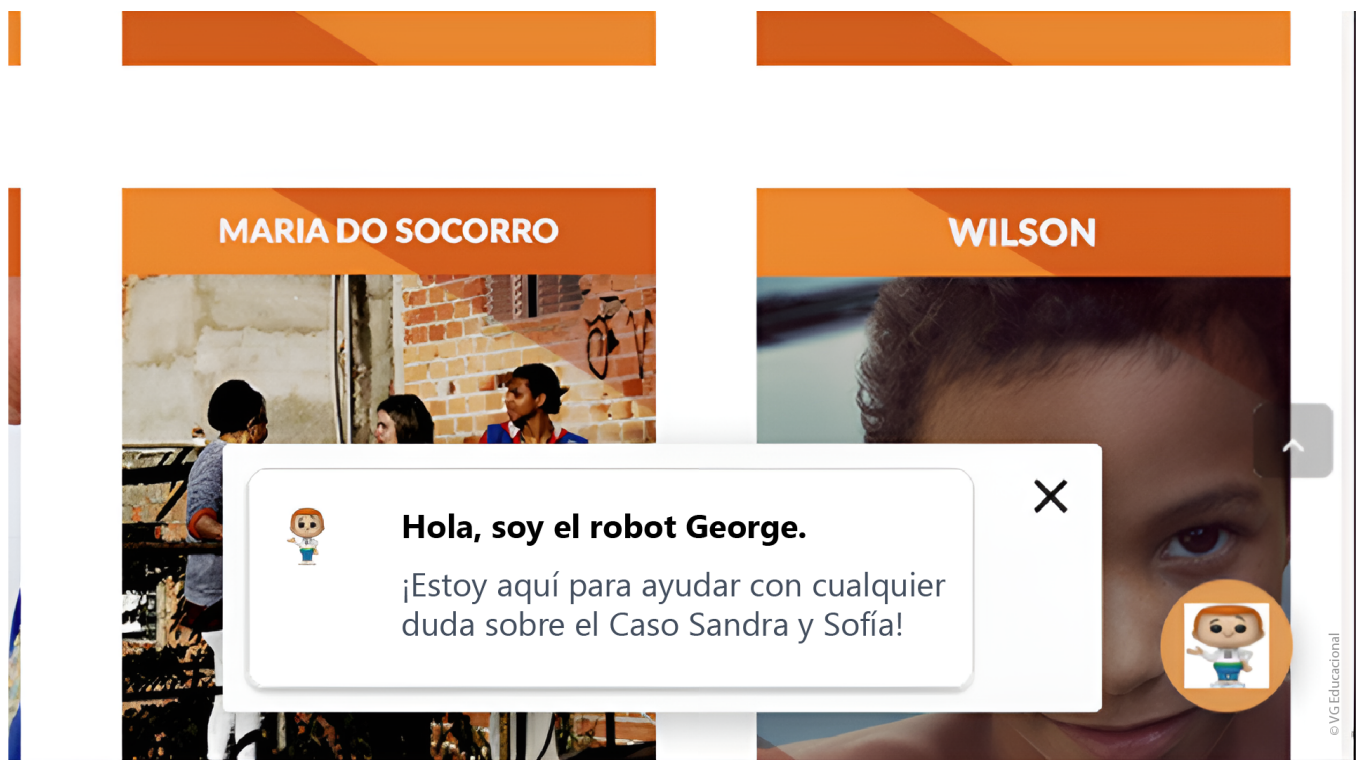 MARIA DO SOCORRO
WILSON
Hola, soy el robot George.
¡Estoy aquí para ayudar con cualquier
duda sobre el Caso Sandra y Sofía!
© VG Educacional